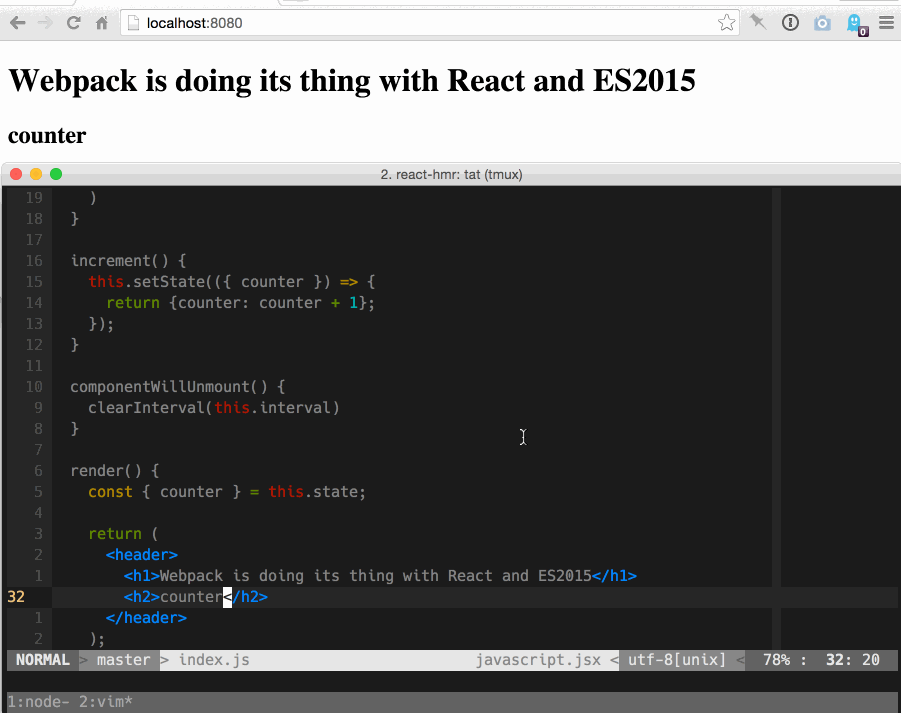 localhost:8080
0
Webpack is doing its thing with React and ES2015
counter
2. react-hmr: tat (tmux)
19 )
18 }
17
16 increment() {
15 this.setState(({ counter }) => {
14 return {counter: counter + 1};
13 });
12 }
11
10 componentWillUnmount() {
9 clearInterval(this.interval)
8 }
7
6 render() {
5 const { counter } = this.state;
4
3 return (
2 <header>
1 <h1>Webpack is doing its thing with React and ES2015</h1>
32 <h2>counter</h2>
1 </header>
2 );
NORMAL > master > index.js javascript.jsx < utf-8[unix] < 78% : 32: 20
1:node- 2:vim*